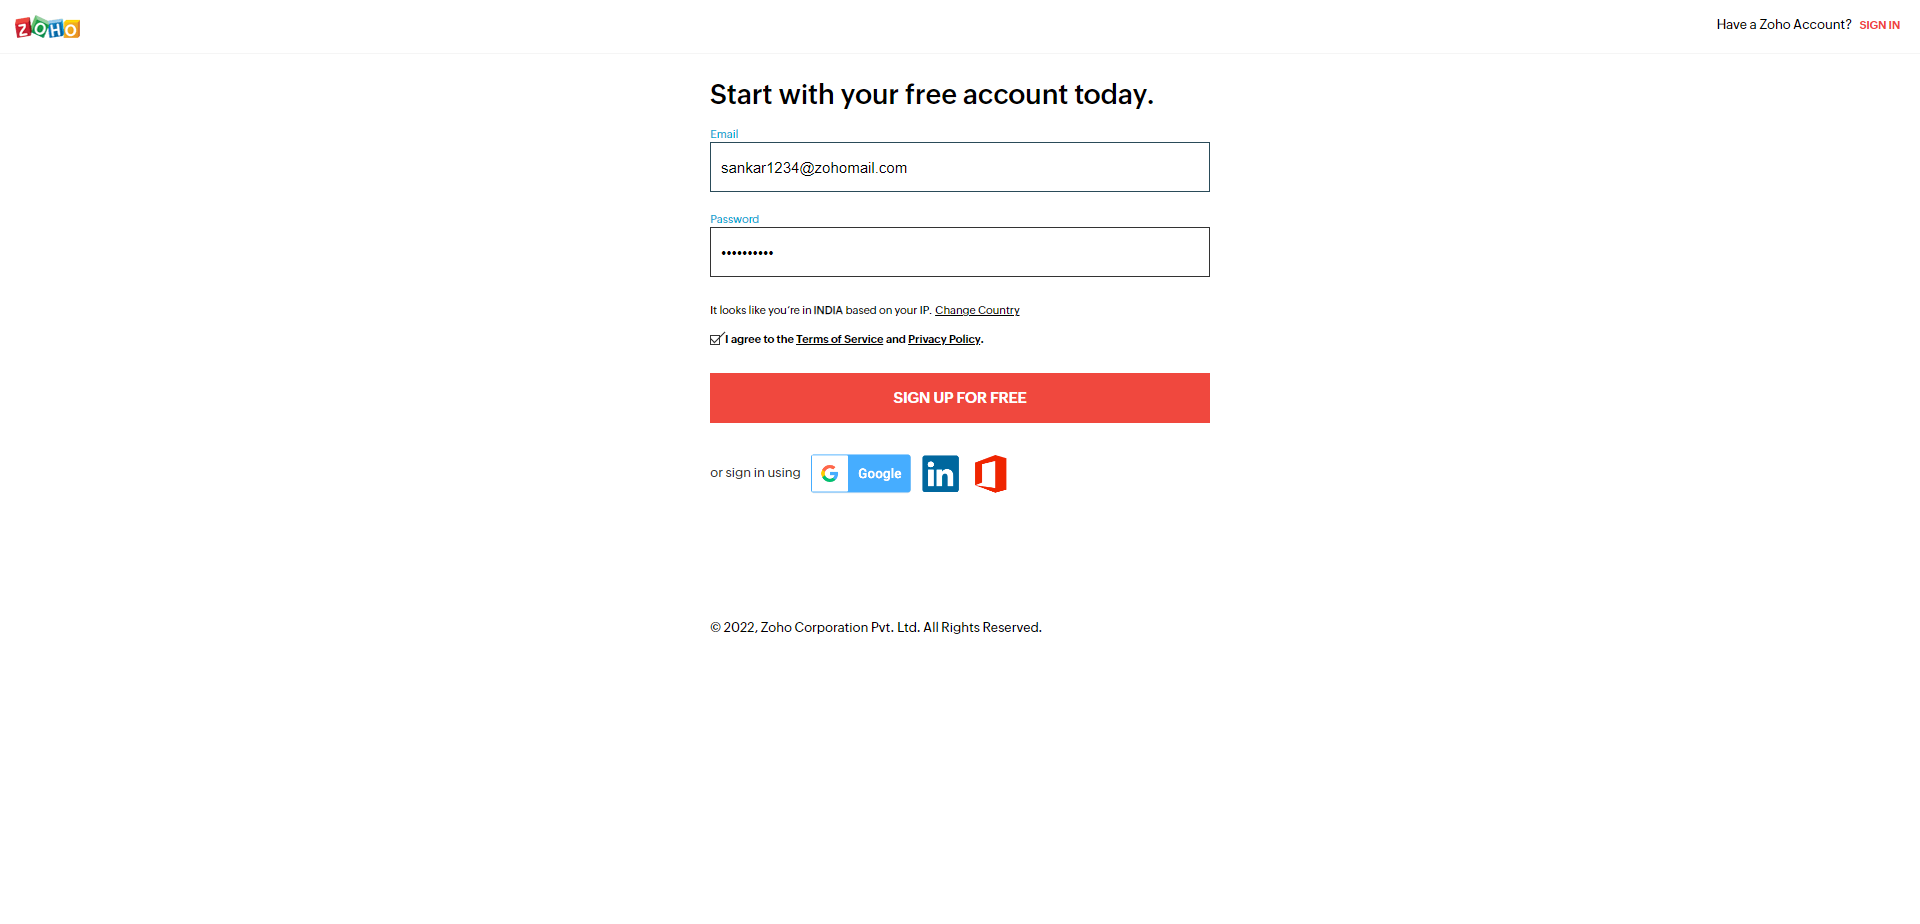 ZOHO
Have a Zoho Account? SIGN IN
Start with your free account today.
Email
sankar1234@zohomail.com
Password
••••••••••
It looks like you're in INDIA based on your IP. Change Country
I agree to the Terms of Service and Privacy Policy.
SIGN UP FOR FREE
or sign in using G Google in
© 2022, Zoho Corporation Pvt. Ltd. All Rights Reserved.